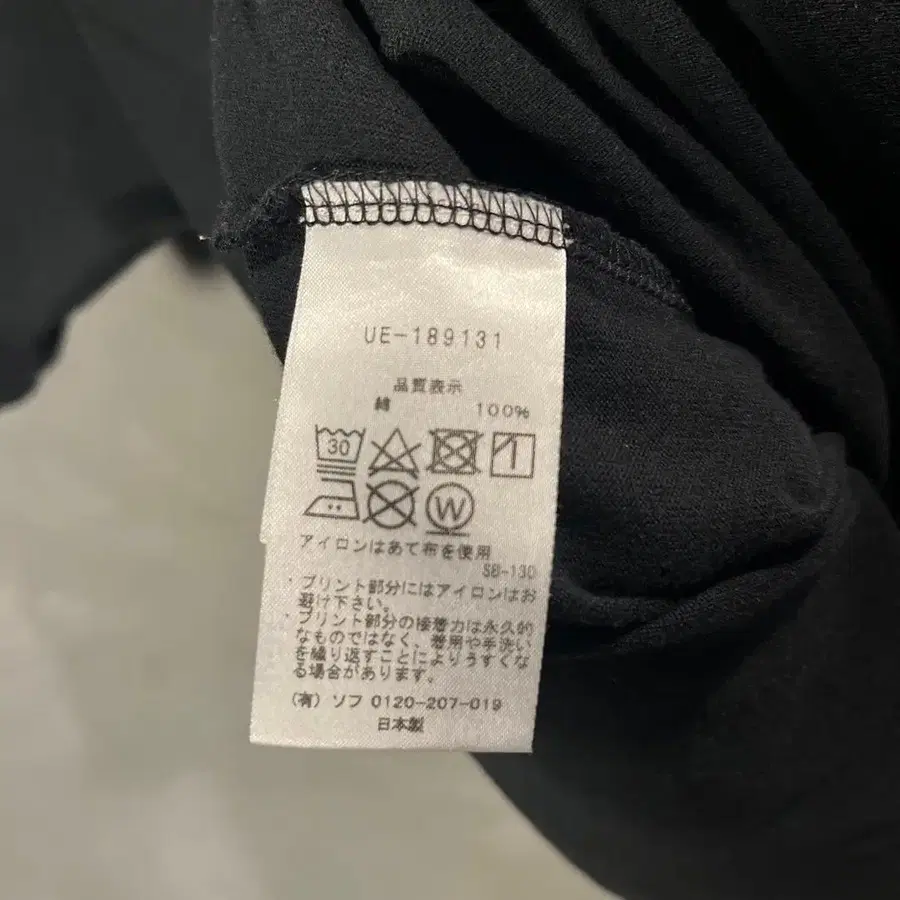 UE-189131
品質表示
綿 100%
30
W
アイロンはあて布を使用
SB-130
・プリント部分にはアイロンはお
避け下さい。
・プリント部分の接着力は永久的
なものではなく、着用や手洗い
を繰り返すことによりうすくな
る場合があります。
(有) ソフ 0120-207-019
日本製